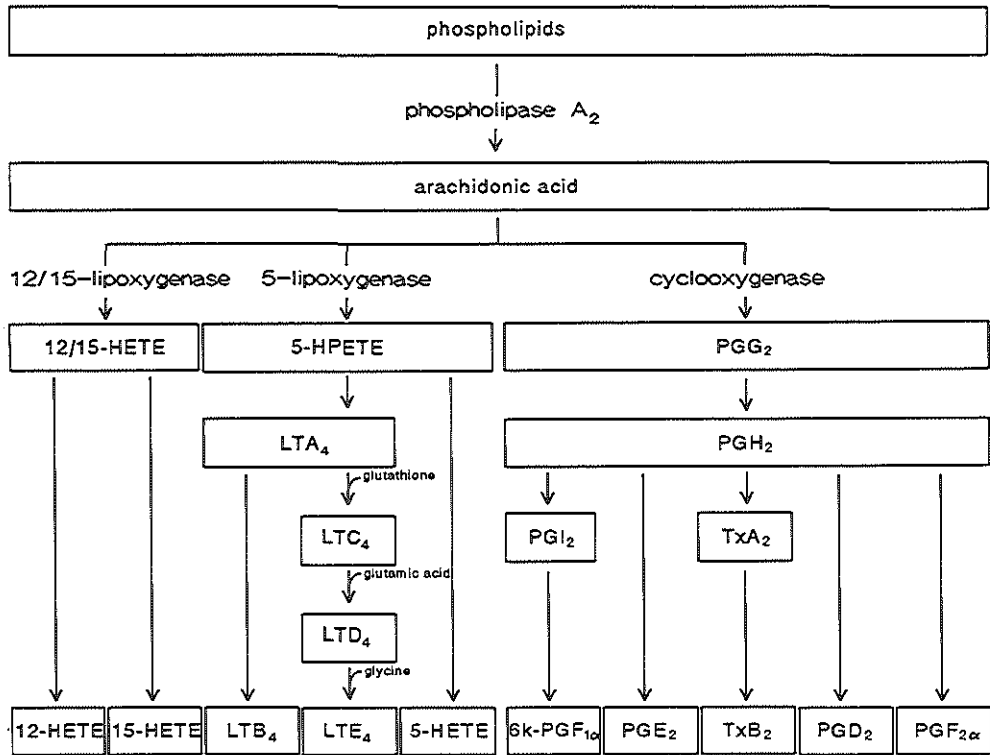 phospholipids
phospholipase A₂
arachidonic acid
12/15-lipoxygenase 5-lipoxygenase cyclooxygenase
12/15-HETE 5-HPETE PGG₂
LTA₄ PGH₂
glutathione
LTC₄ PGI₂ TxA₂
glutamic acid
LTD₄
glycine
12-HETE 15-HETE LTB₄ LTE₄ 5-HETE 6k-PGF₁α PGE₂ TxB₂ PGD₂ PGF₂α